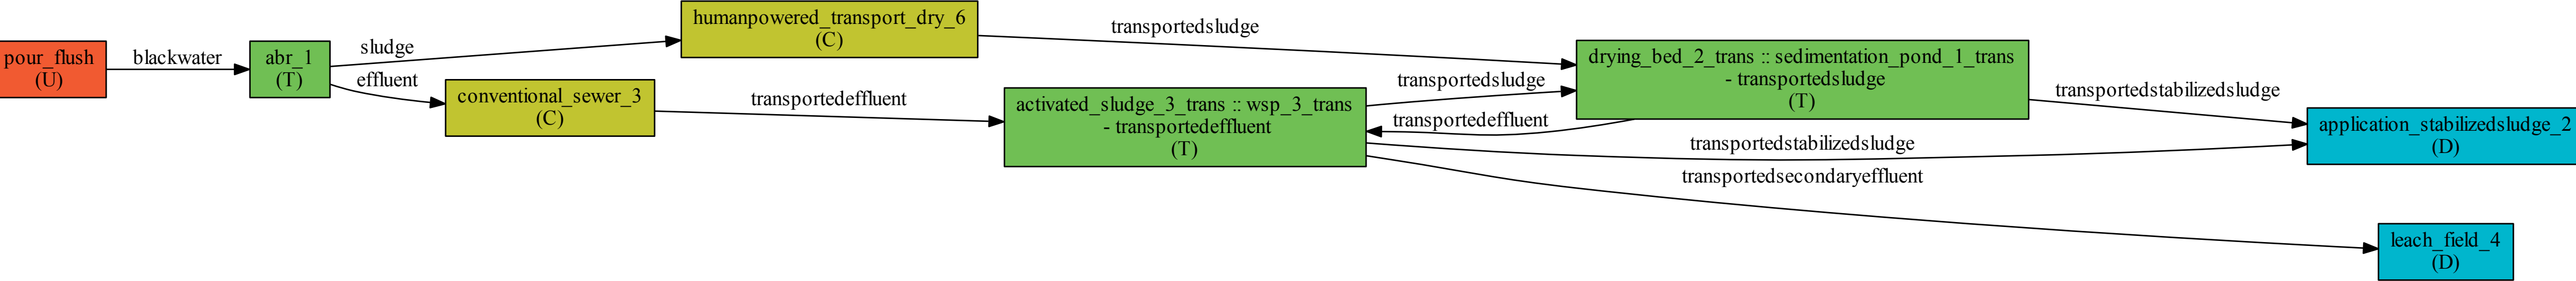 pour_flush
(U)
blackwater
abr_1
(T)
sludge
effluent
humanpowered_transport_dry_6
(C)
conventional_sewer_3
(C)
transportedsludge
transportedeffluent
activated_sludge_3_trans :: wsp_3_trans
- transportedeffluent
(T)
transportedsludge
transportedeffluent
drying_bed_2_trans :: sedimentation_pond_1_trans
- transportedsludge
(T)
transportedstabilizedsludge
transportedstabilizedsludge
transportedsecondaryeffluent
application_stabilizedsludge_2
(D)
leach_field_4
(D)